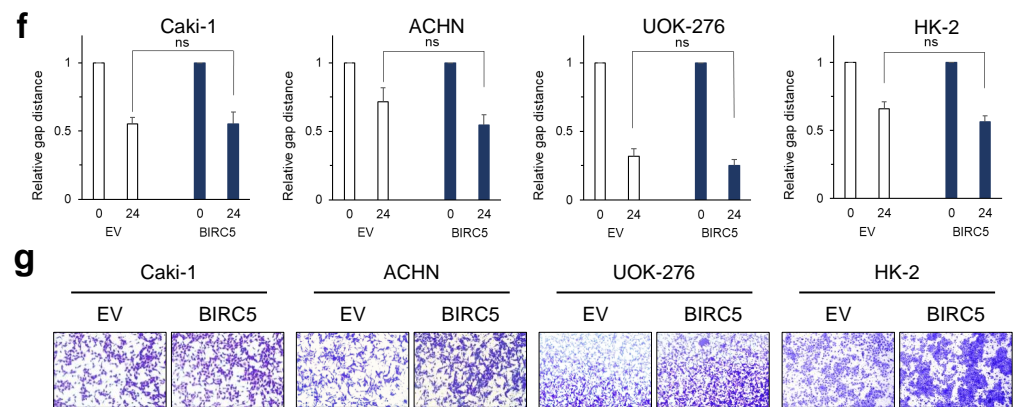 f
Caki-1
ns
Relative gap distance
1
0.5
0
0 24 0 24
EV BIRC5
ACHN
ns
Relative gap distance
1
0.5
0
0 24 0 24
EV BIRC5
UOK-276
ns
Relative gap distance
1
0.5
0
0 24 0 24
EV BIRC5
HK-2
ns
Relative gap distance
1
0.5
0
0 24 0 24
EV BIRC5
g
Caki-1 ACHN UOK-276 HK-2
EV BIRC5 EV BIRC5 EV BIRC5 EV BIRC5